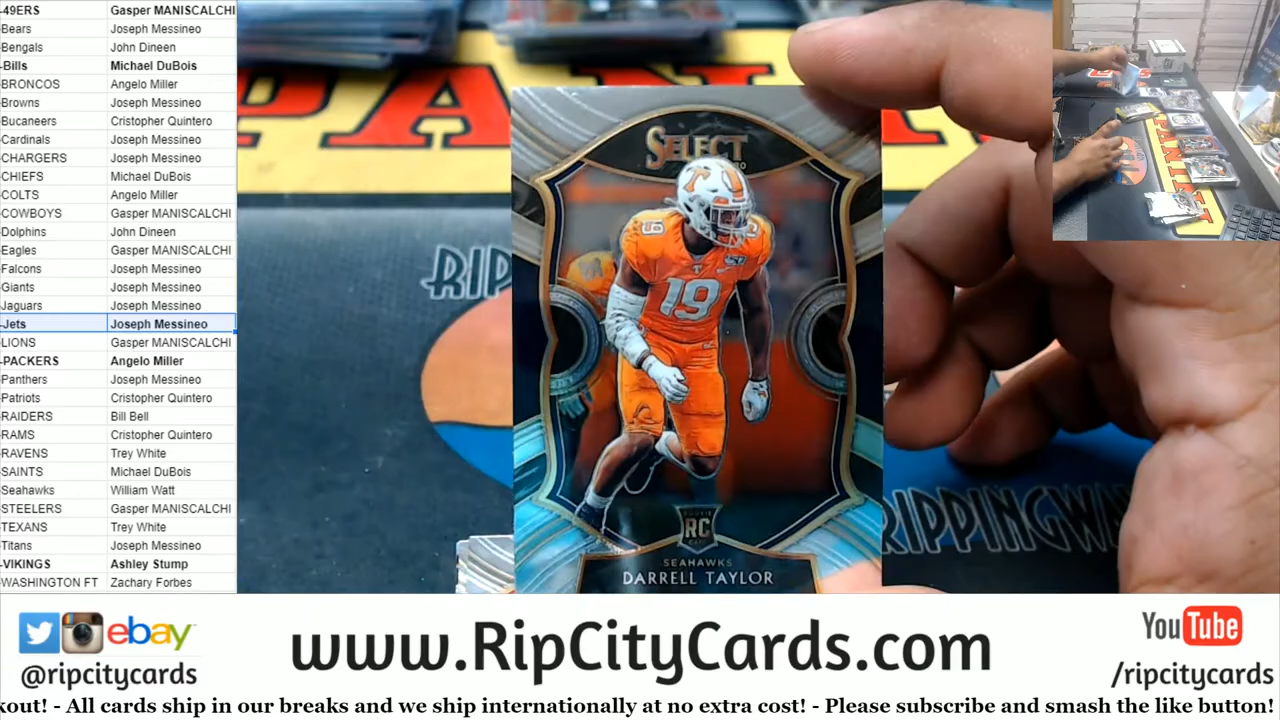 -49ERS Gasper MANISCALCHI
-Bears Joseph Messineo
-Bengals John Dineen
-Bills Michael DuBois
-BRONCOS Angelo Miller
-Browns Joseph Messineo
-Bucaneers Cristopher Quintero
-Cardinals Joseph Messineo
-CHARGERS Joseph Messineo
-CHIEFS Michael DuBois
-COLTS Angelo Miller
-COWBOYS Gasper MANISCALCHI
-Dolphins John Dineen
-Eagles Gasper MANISCALCHI
-Falcons Joseph Messineo
-Giants Joseph Messineo
-Jaguars Joseph Messineo
-Jets Joseph Messineo
-LIONS Gasper MANISCALCHI
-PACKERS Angelo Miller
-Panthers Joseph Messineo
-Patriots Cristopher Quintero
-RAIDERS Bill Bell
-RAMS Cristopher Quintero
-RAVENS Trey White
-SAINTS Michael DuBois
-Seahawks William Watt
-STEELERS Gasper MANISCALCHI
-TEXANS Trey White
-Titans Joseph Messineo
-VIKINGS Ashley Stump
-WASHINGTON FT Zachary Forbes
PANI
SELECT
19
19
T
RIP
RIPPINGWA
ROOKIE
RC
SEAHAWKS
DARRELL TAYLOR
PANINI
ebay
@ripcitycards
www.RipCityCards.com
YouTube
/ripcitycards
kout! - All cards ship in our breaks and we ship internationally at no extra cost! - Please subscribe and smash the like button!